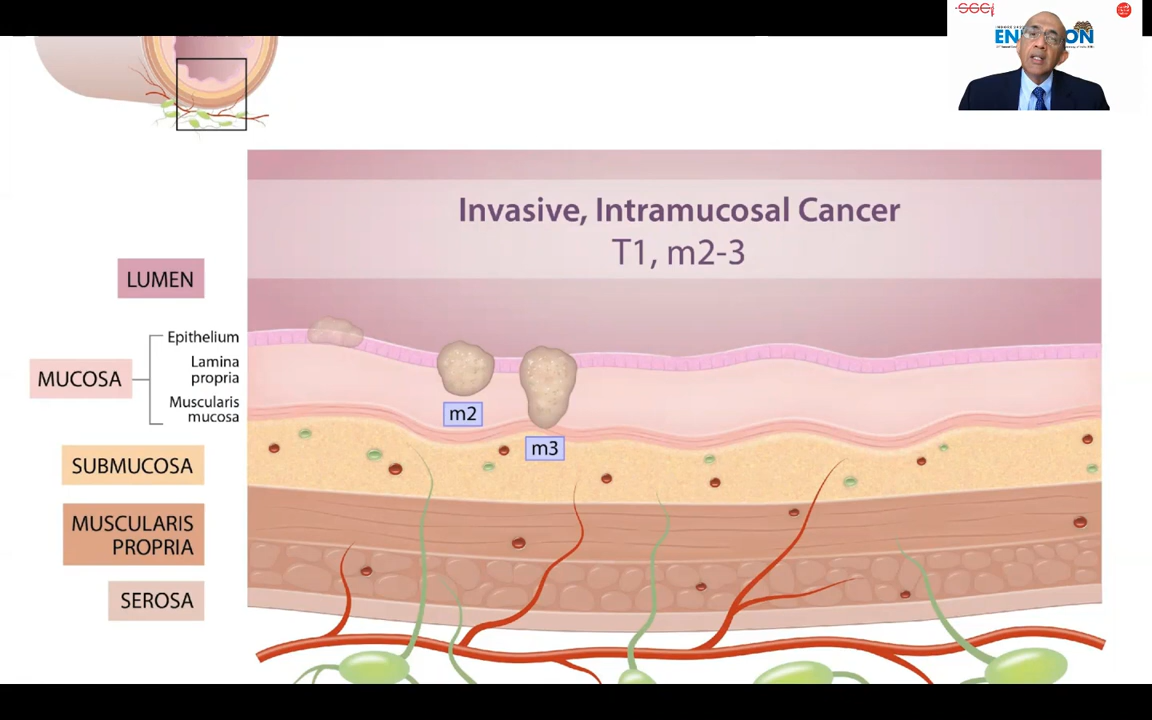 SGCI
Invasive, Intramucosal Cancer
T1, m2-3
LUMEN
Epithelium
Lamina
propria
MUCOSA
Muscularis
mucosa
m2
m3
SUBMUCOSA
MUSCULARIS
PROPRIA
SEROSA